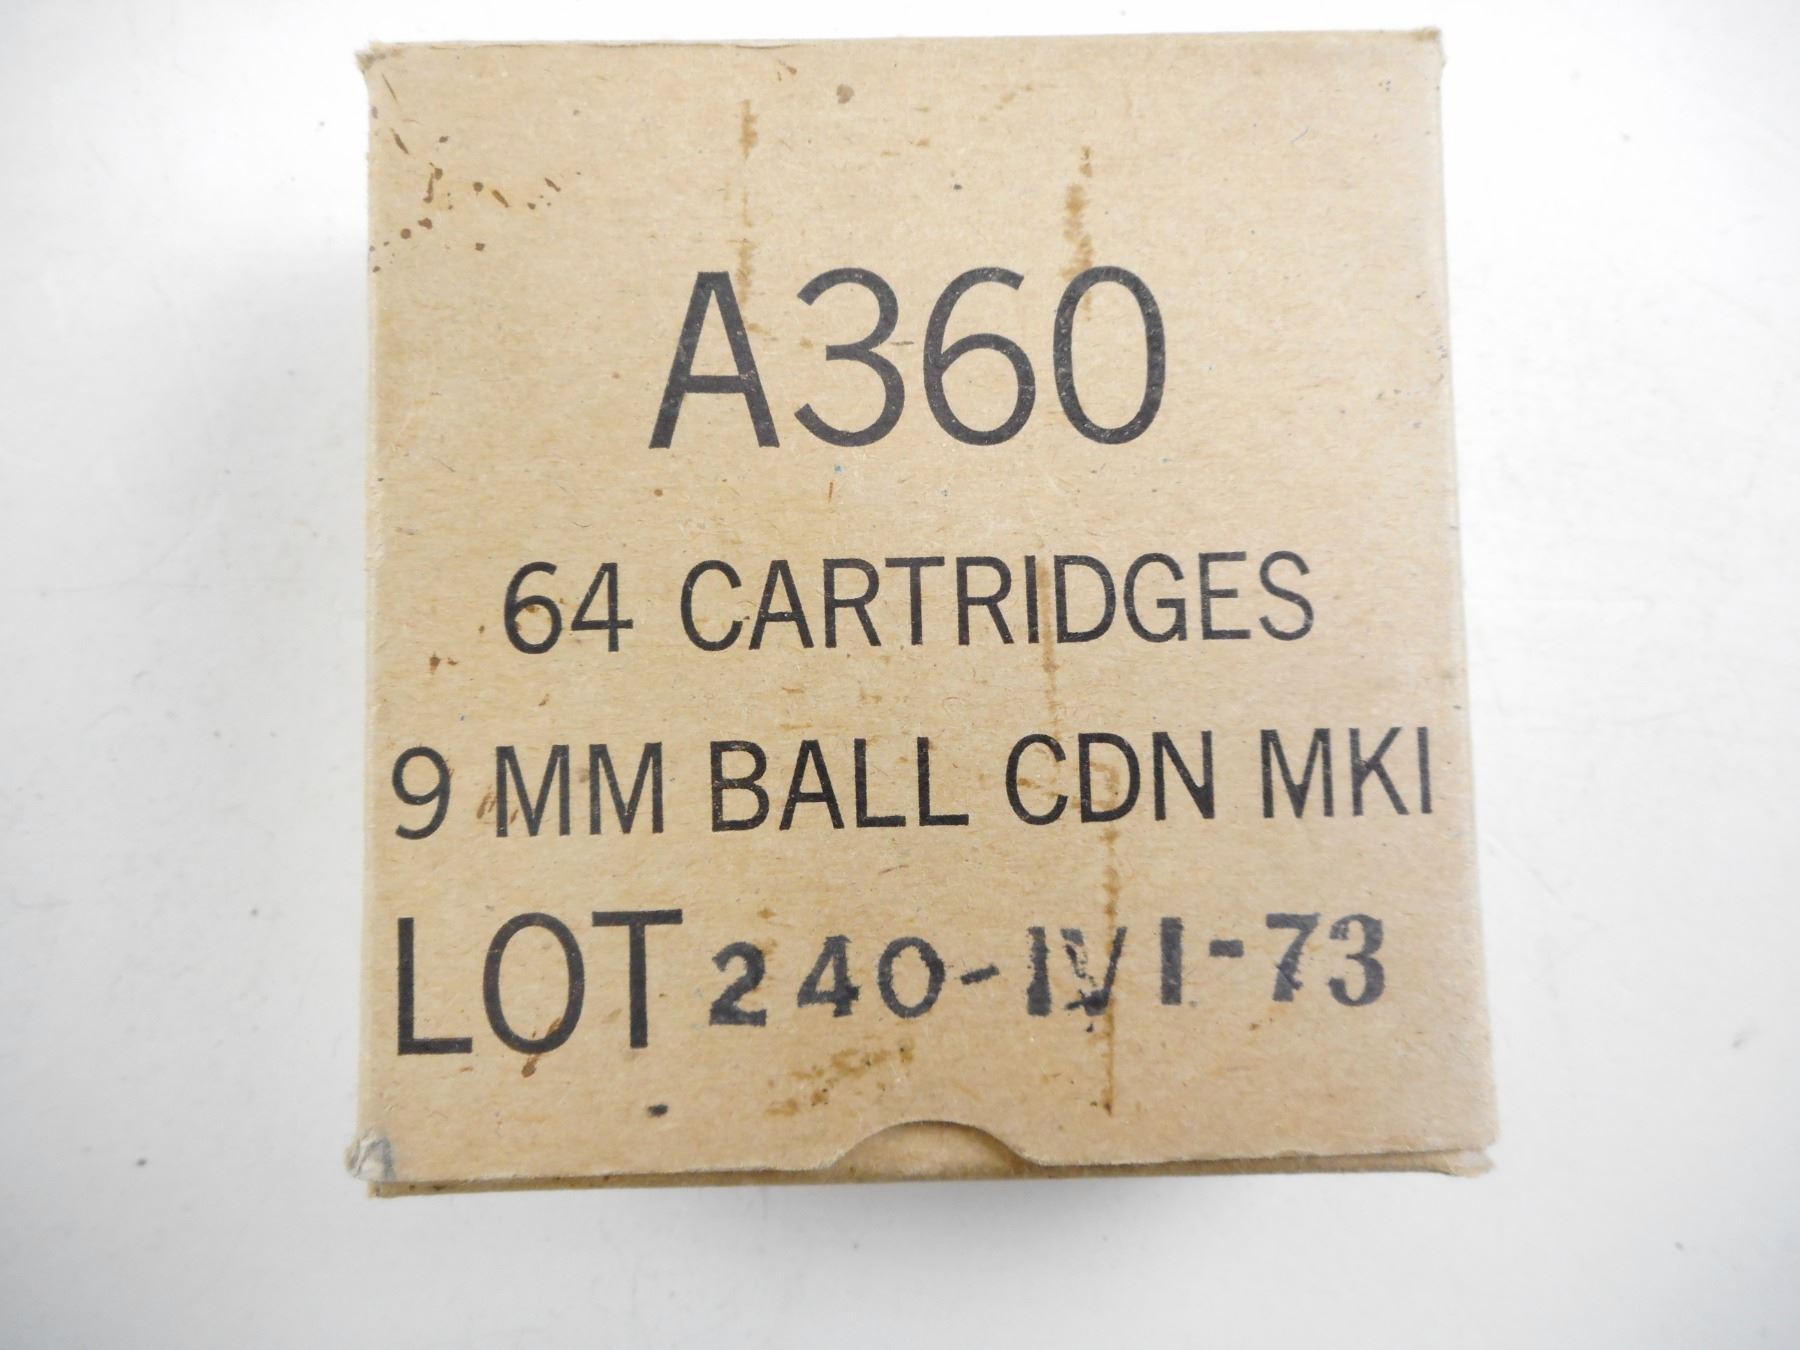 A360
64 CARTRIDGES
9 MM BALL CDN MKI
LOT 240-IVI-73